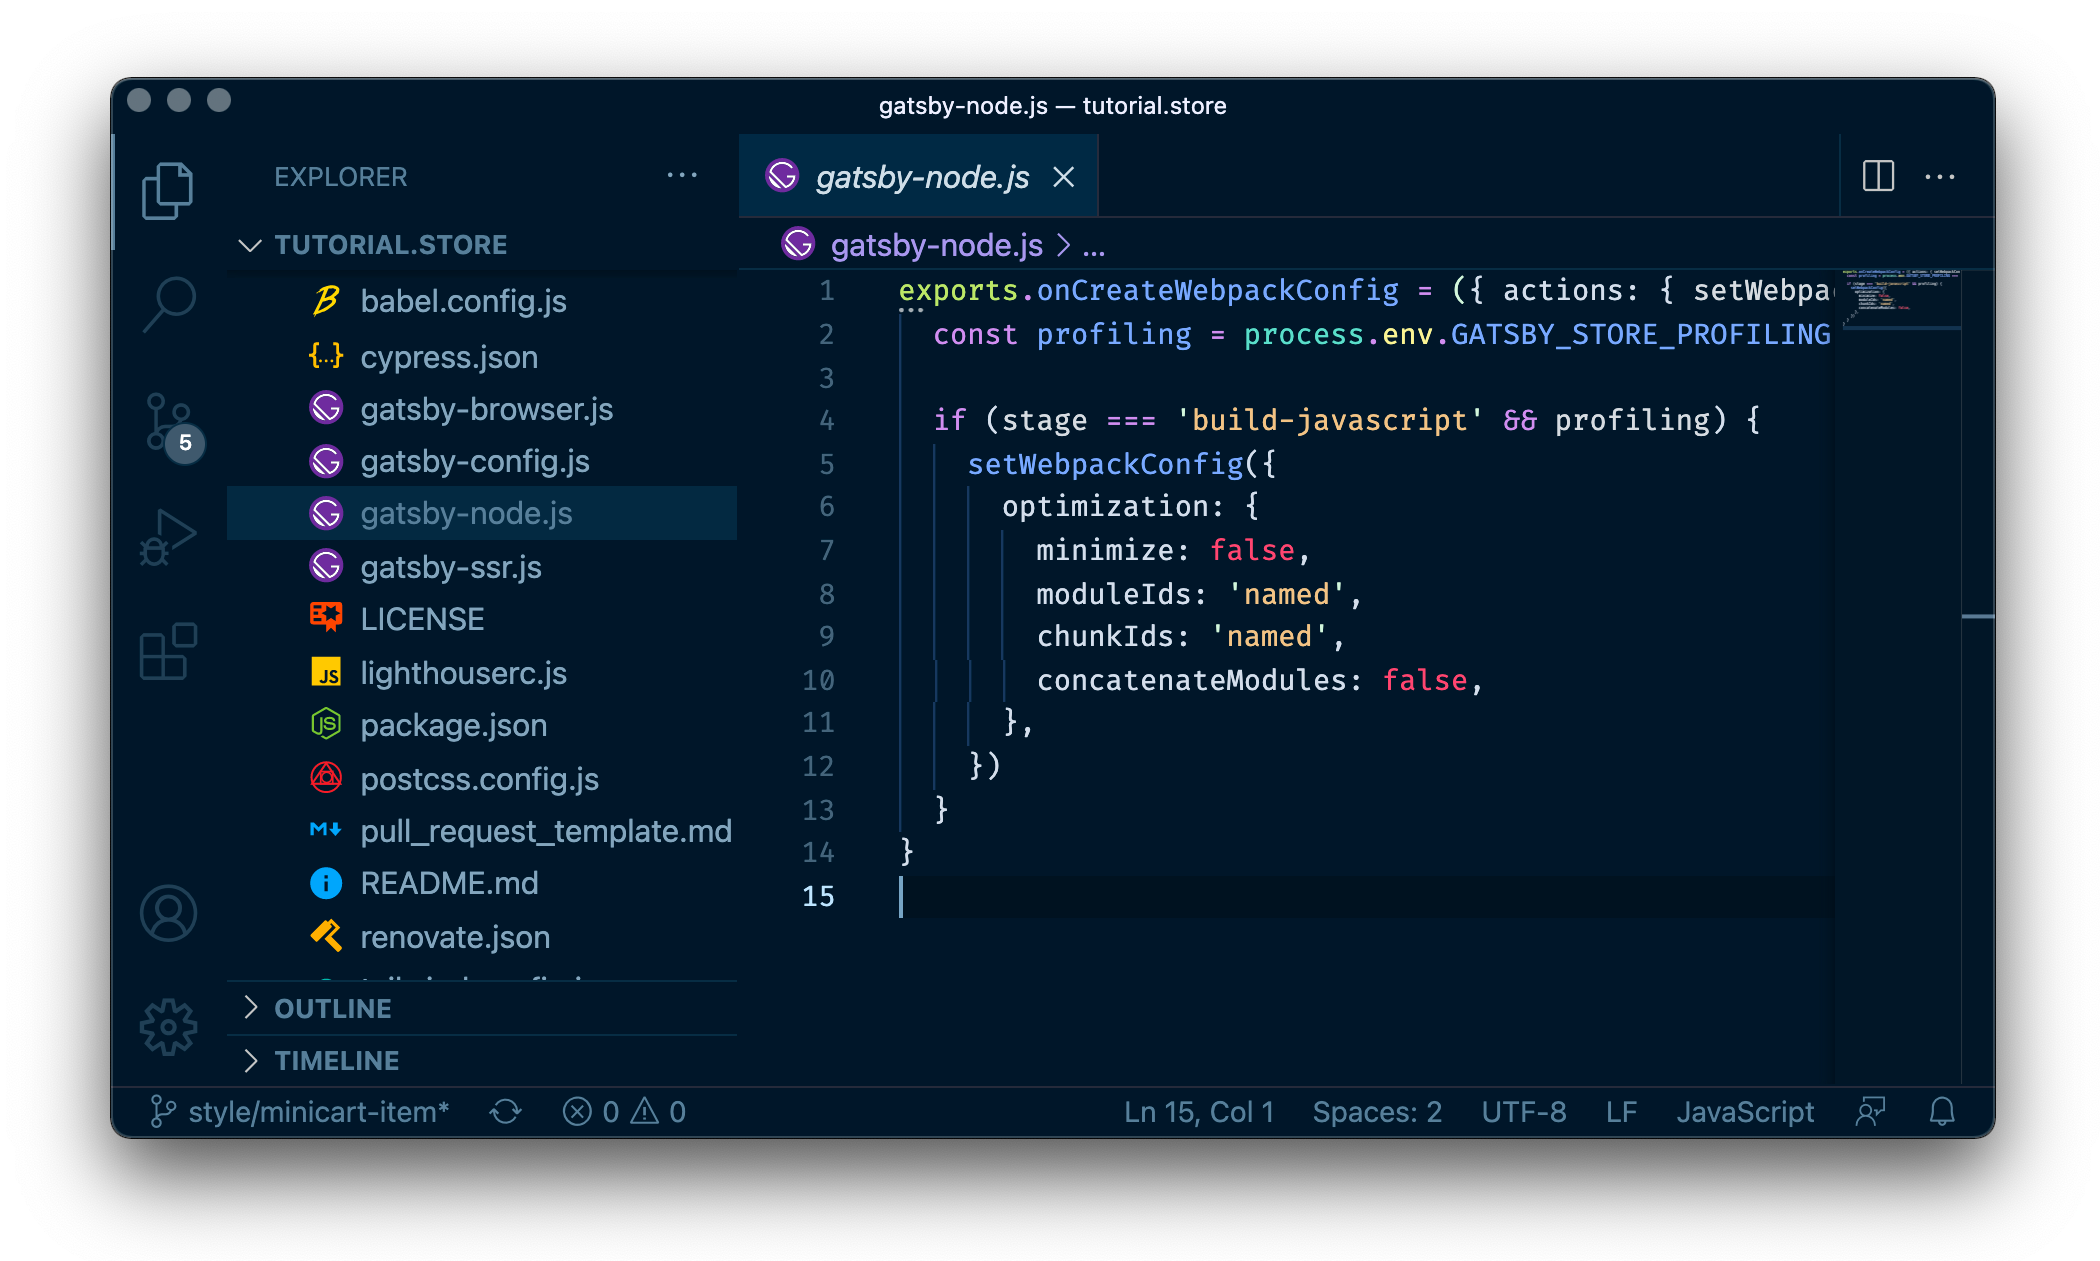 gatsby-node.js — tutorial.store
EXPLORER
TUTORIAL.STORE
babel.config.js
cypress.json
gatsby-browser.js
gatsby-config.js
gatsby-node.js
gatsby-ssr.js
LICENSE
lighthouserc.js
package.json
postcss.config.js
pull_request_template.md
README.md
renovate.json
OUTLINE
TIMELINE
5
gatsby-node.js
gatsby-node.js > ...
1 exports.onCreateWebpackConfig = ({ actions: { setWebpac
2 const profiling = process.env.GATSBY_STORE_PROFILING
3
4 if (stage === 'build-javascript' && profiling) {
5 setWebpackConfig({
6 optimization: {
7 minimize: false,
8 moduleIds: 'named',
9 chunkIds: 'named',
10 concatenateModules: false,
11 },
12 })
13 }
14 }
15
style/minicart-item* 0 0 Ln 15, Col 1 Spaces: 2 UTF-8 LF JavaScript